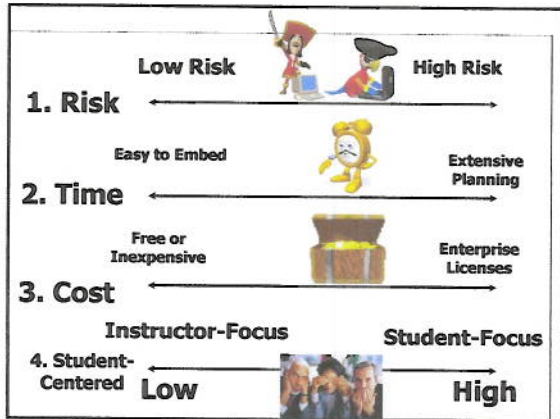 Low Risk
High Risk
1. Risk
Easy to Embed
Extensive
Planning
2. Time
Free or
Inexpensive
Enterprise
Licenses
3. Cost
Instructor-Focus
Student-Focus
4. Student-
Centered
Low
High